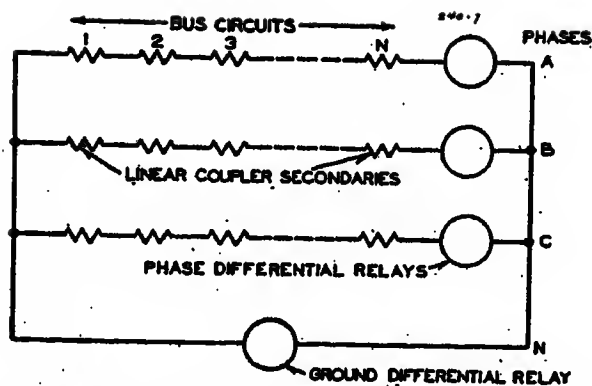 BUS CIRCUITS
1 2 3 N
PHASES
A
B
LINEAR COUPLER SECONDARIES
C
PHASE DIFFERENTIAL RELAYS
N
GROUND DIFFERENTIAL RELAY